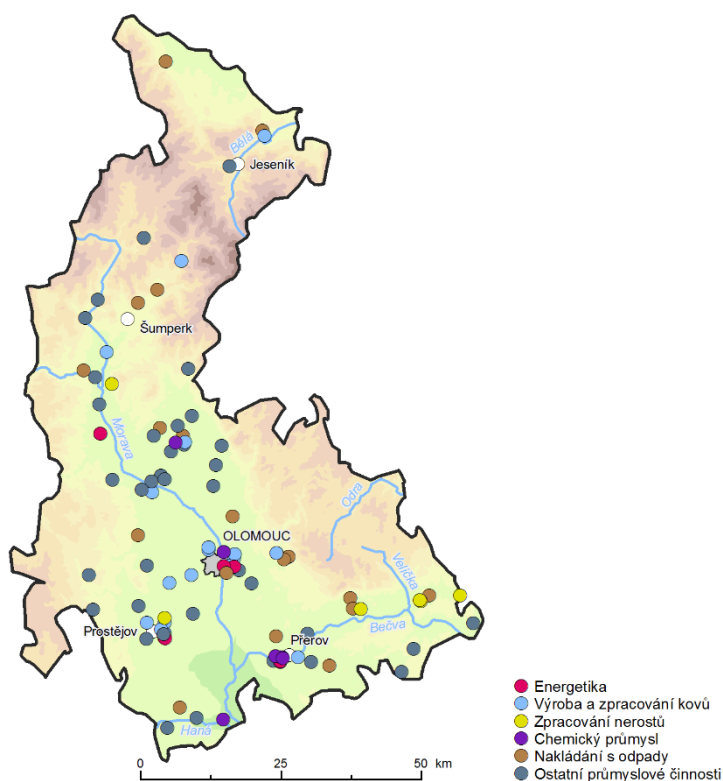 Bělá
Jeseník
Šumperk
Morava
Odra
OLOMOUC
Velička
Prostějov
Přerov
Bečva
Haná
Energetika
Výroba a zpracování kovů
Zpracování nerostů
Chemický průmysl
Nakládání s odpady
Ostatní průmyslové činnosti
0 25 50 km